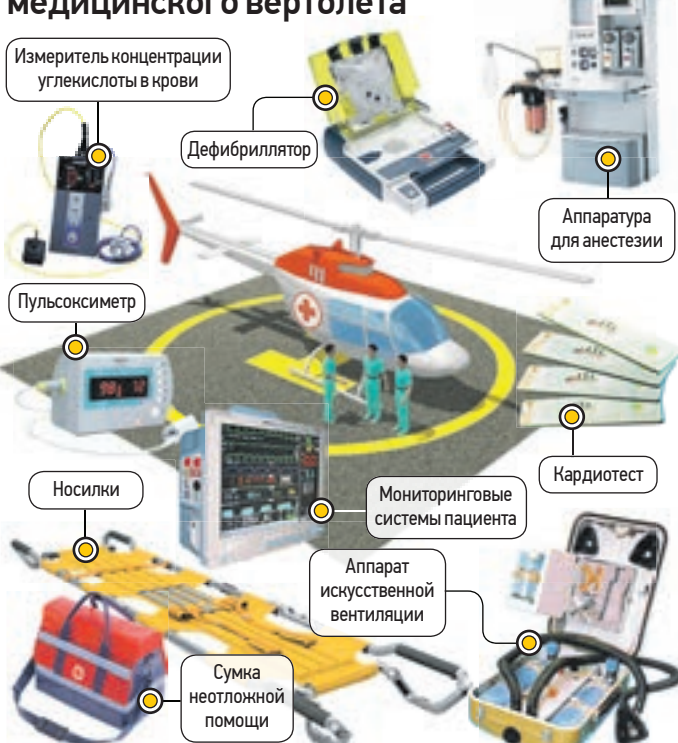 медицинского вертолета
Измеритель концентрации
углекислоты в крови
Дефибриллятор
Аппаратура
для анестезии
Пульсоксиметр
Кардиотест
Носилки
Мониторинговые
системы пациента
Аппарат
искусственной
вентиляции
Сумка
неотложной
помощи